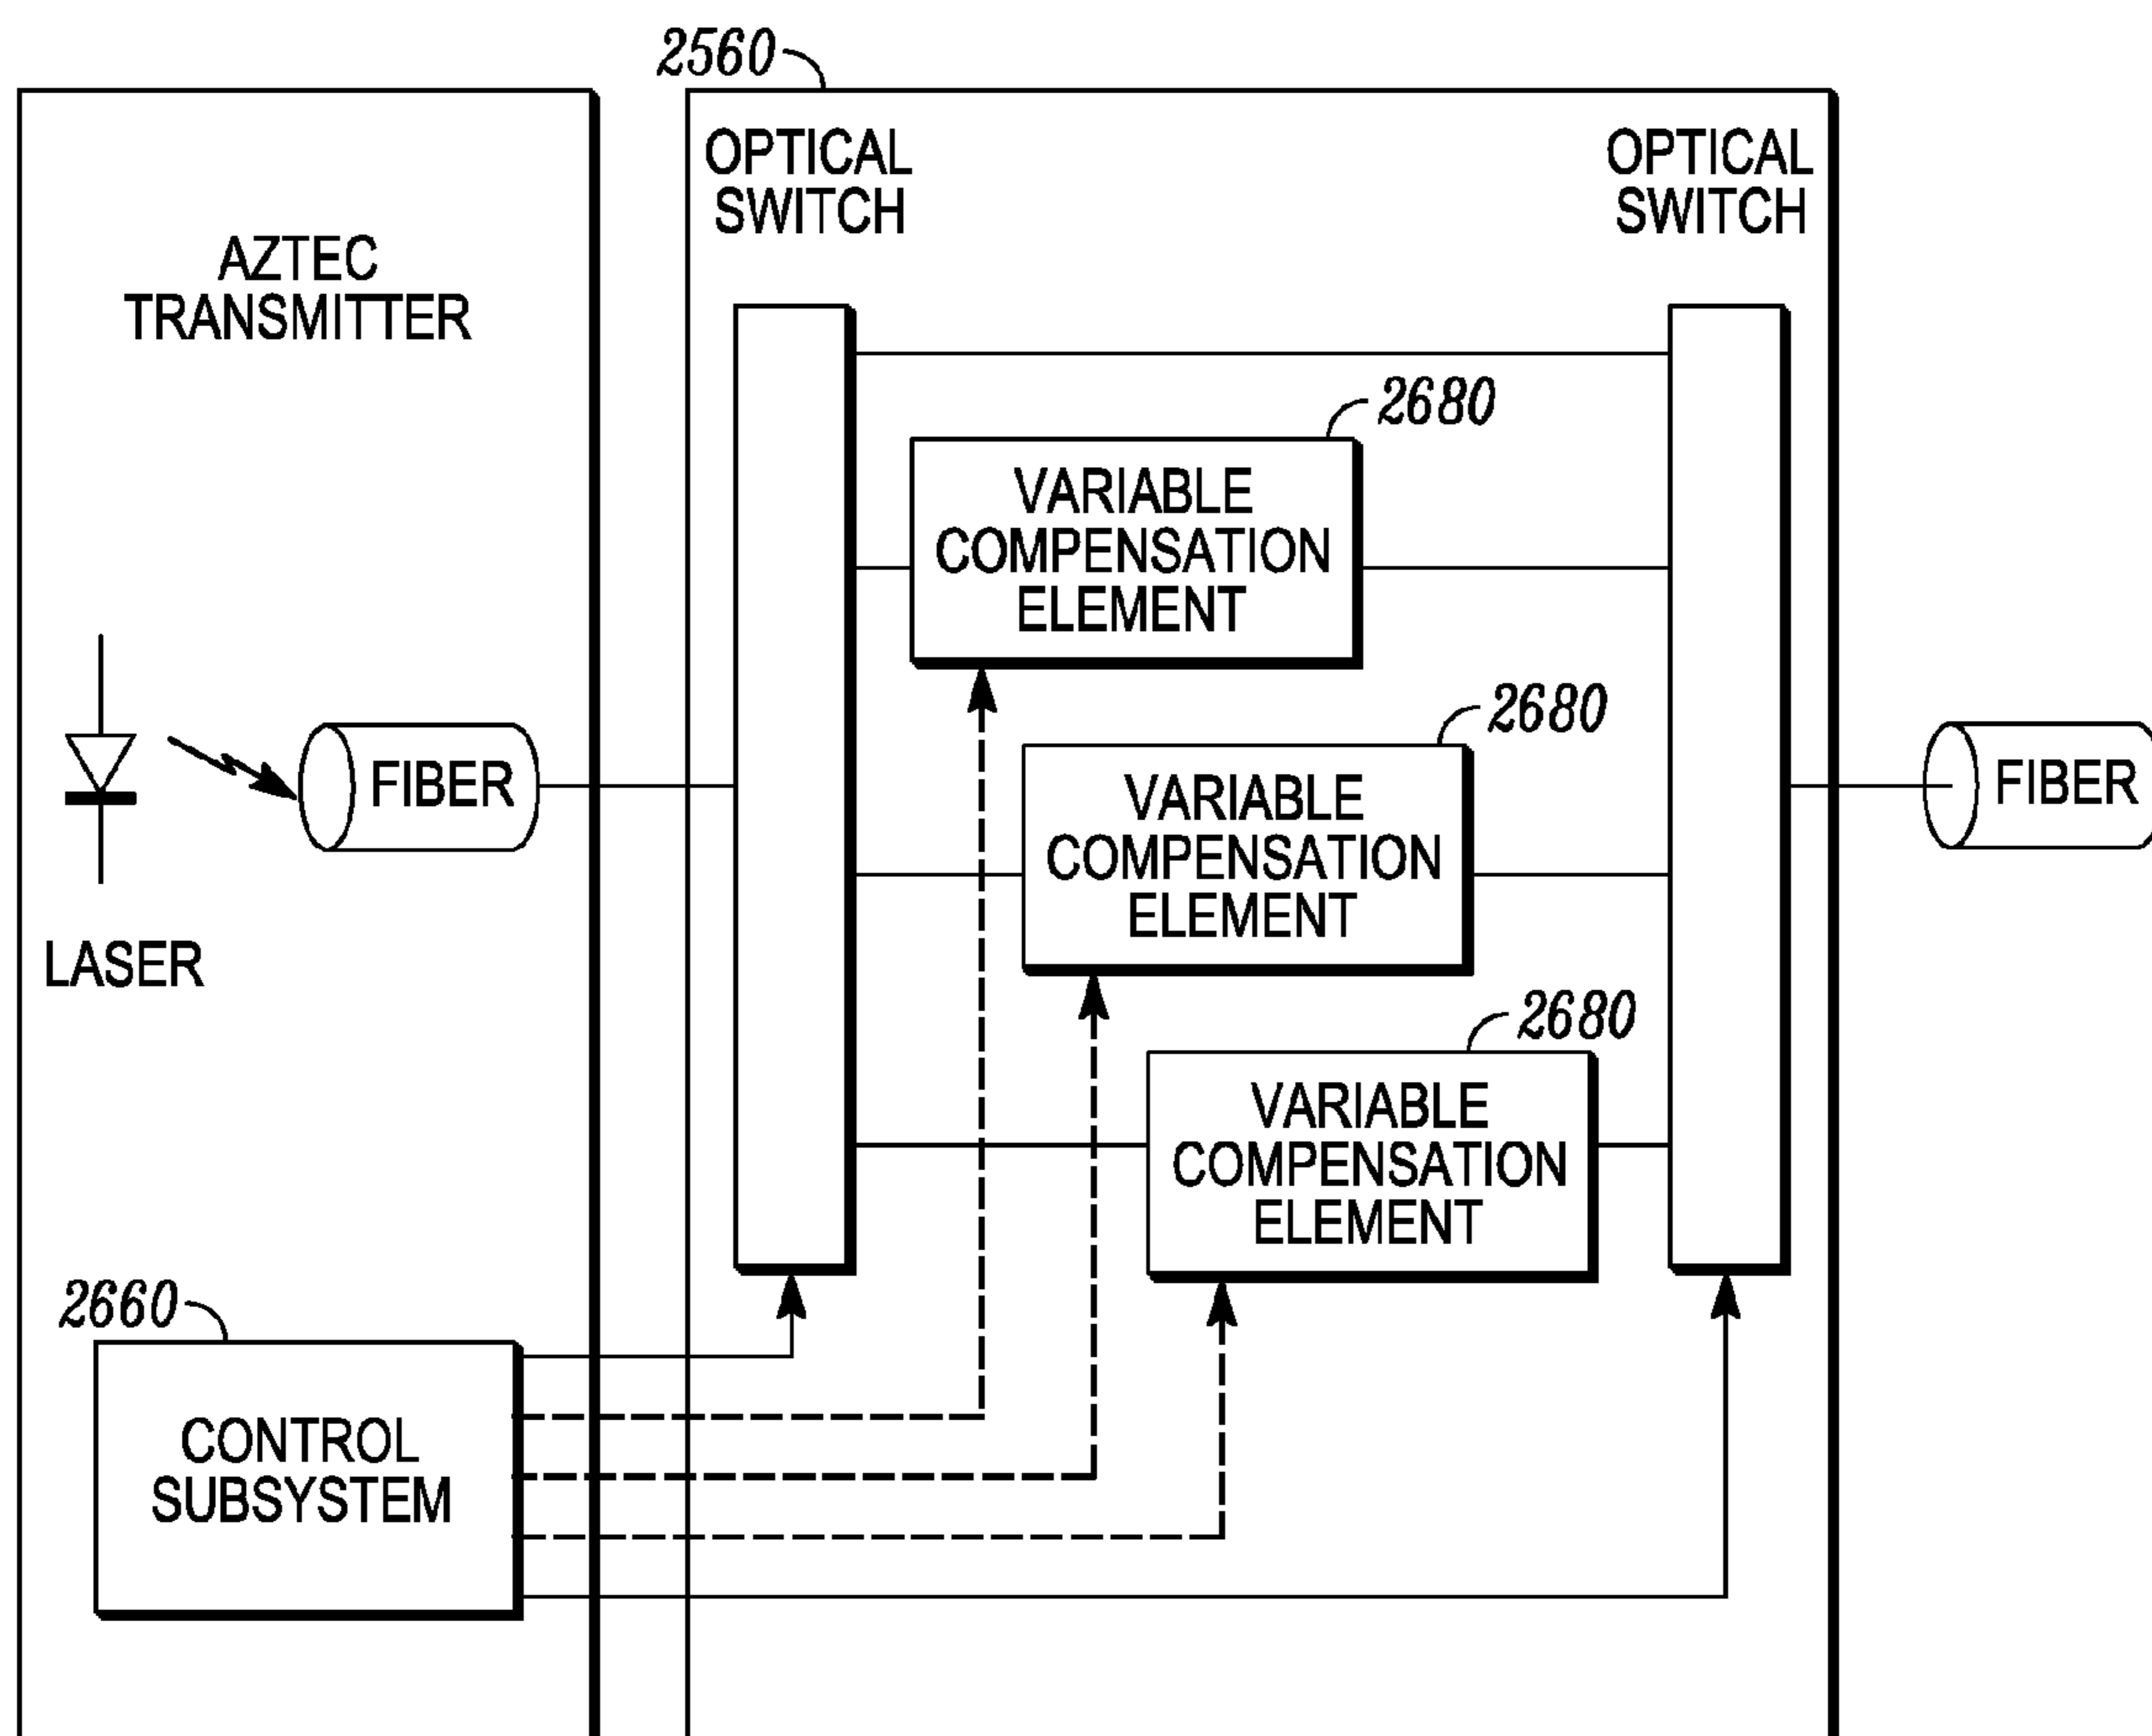 2560
OPTICAL
SWITCH
OPTICAL
SWITCH
AZTEC
TRANSMITTER
2680
VARIABLE
COMPENSATION
ELEMENT
2680
VARIABLE
COMPENSATION
ELEMENT
FIBER
FIBER
LASER
2680
VARIABLE
COMPENSATION
ELEMENT
2660
CONTROL
SUBSYSTEM